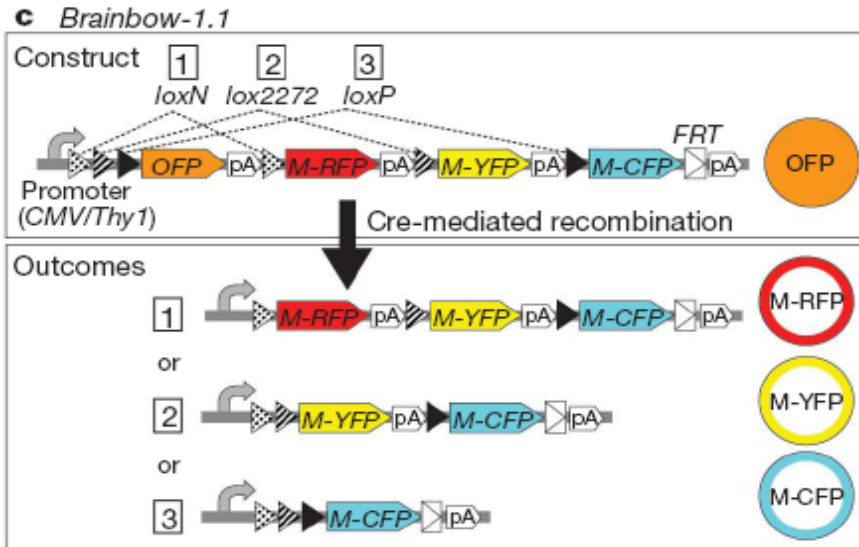 c Brainbow-1.1
Construct
1 2 3
loxN lox2272 loxP
FRT
OFP pA M-RFP pA M-YFP pA M-CFP pA OFP
Promoter
(CMV/Thy1)
Cre-mediated recombination
Outcomes
1 M-RFP pA M-YFP pA M-CFP pA M-RFP
or
2 M-YFP pA M-CFP pA M-YFP
or
3 M-CFP pA M-CFP